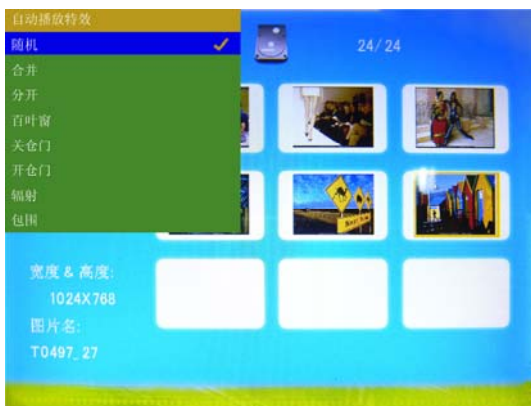 自动播放特效
随机
24/24
合并
分开
百叶窗
关仓门
开仓门
辐射
包围
宽度 & 高度:
1024X768
图片名:
T0497_27